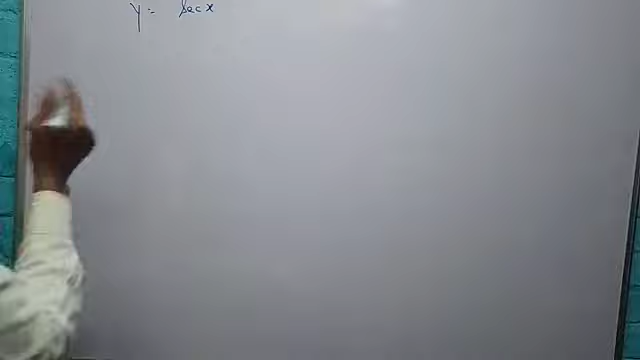 y = sec x